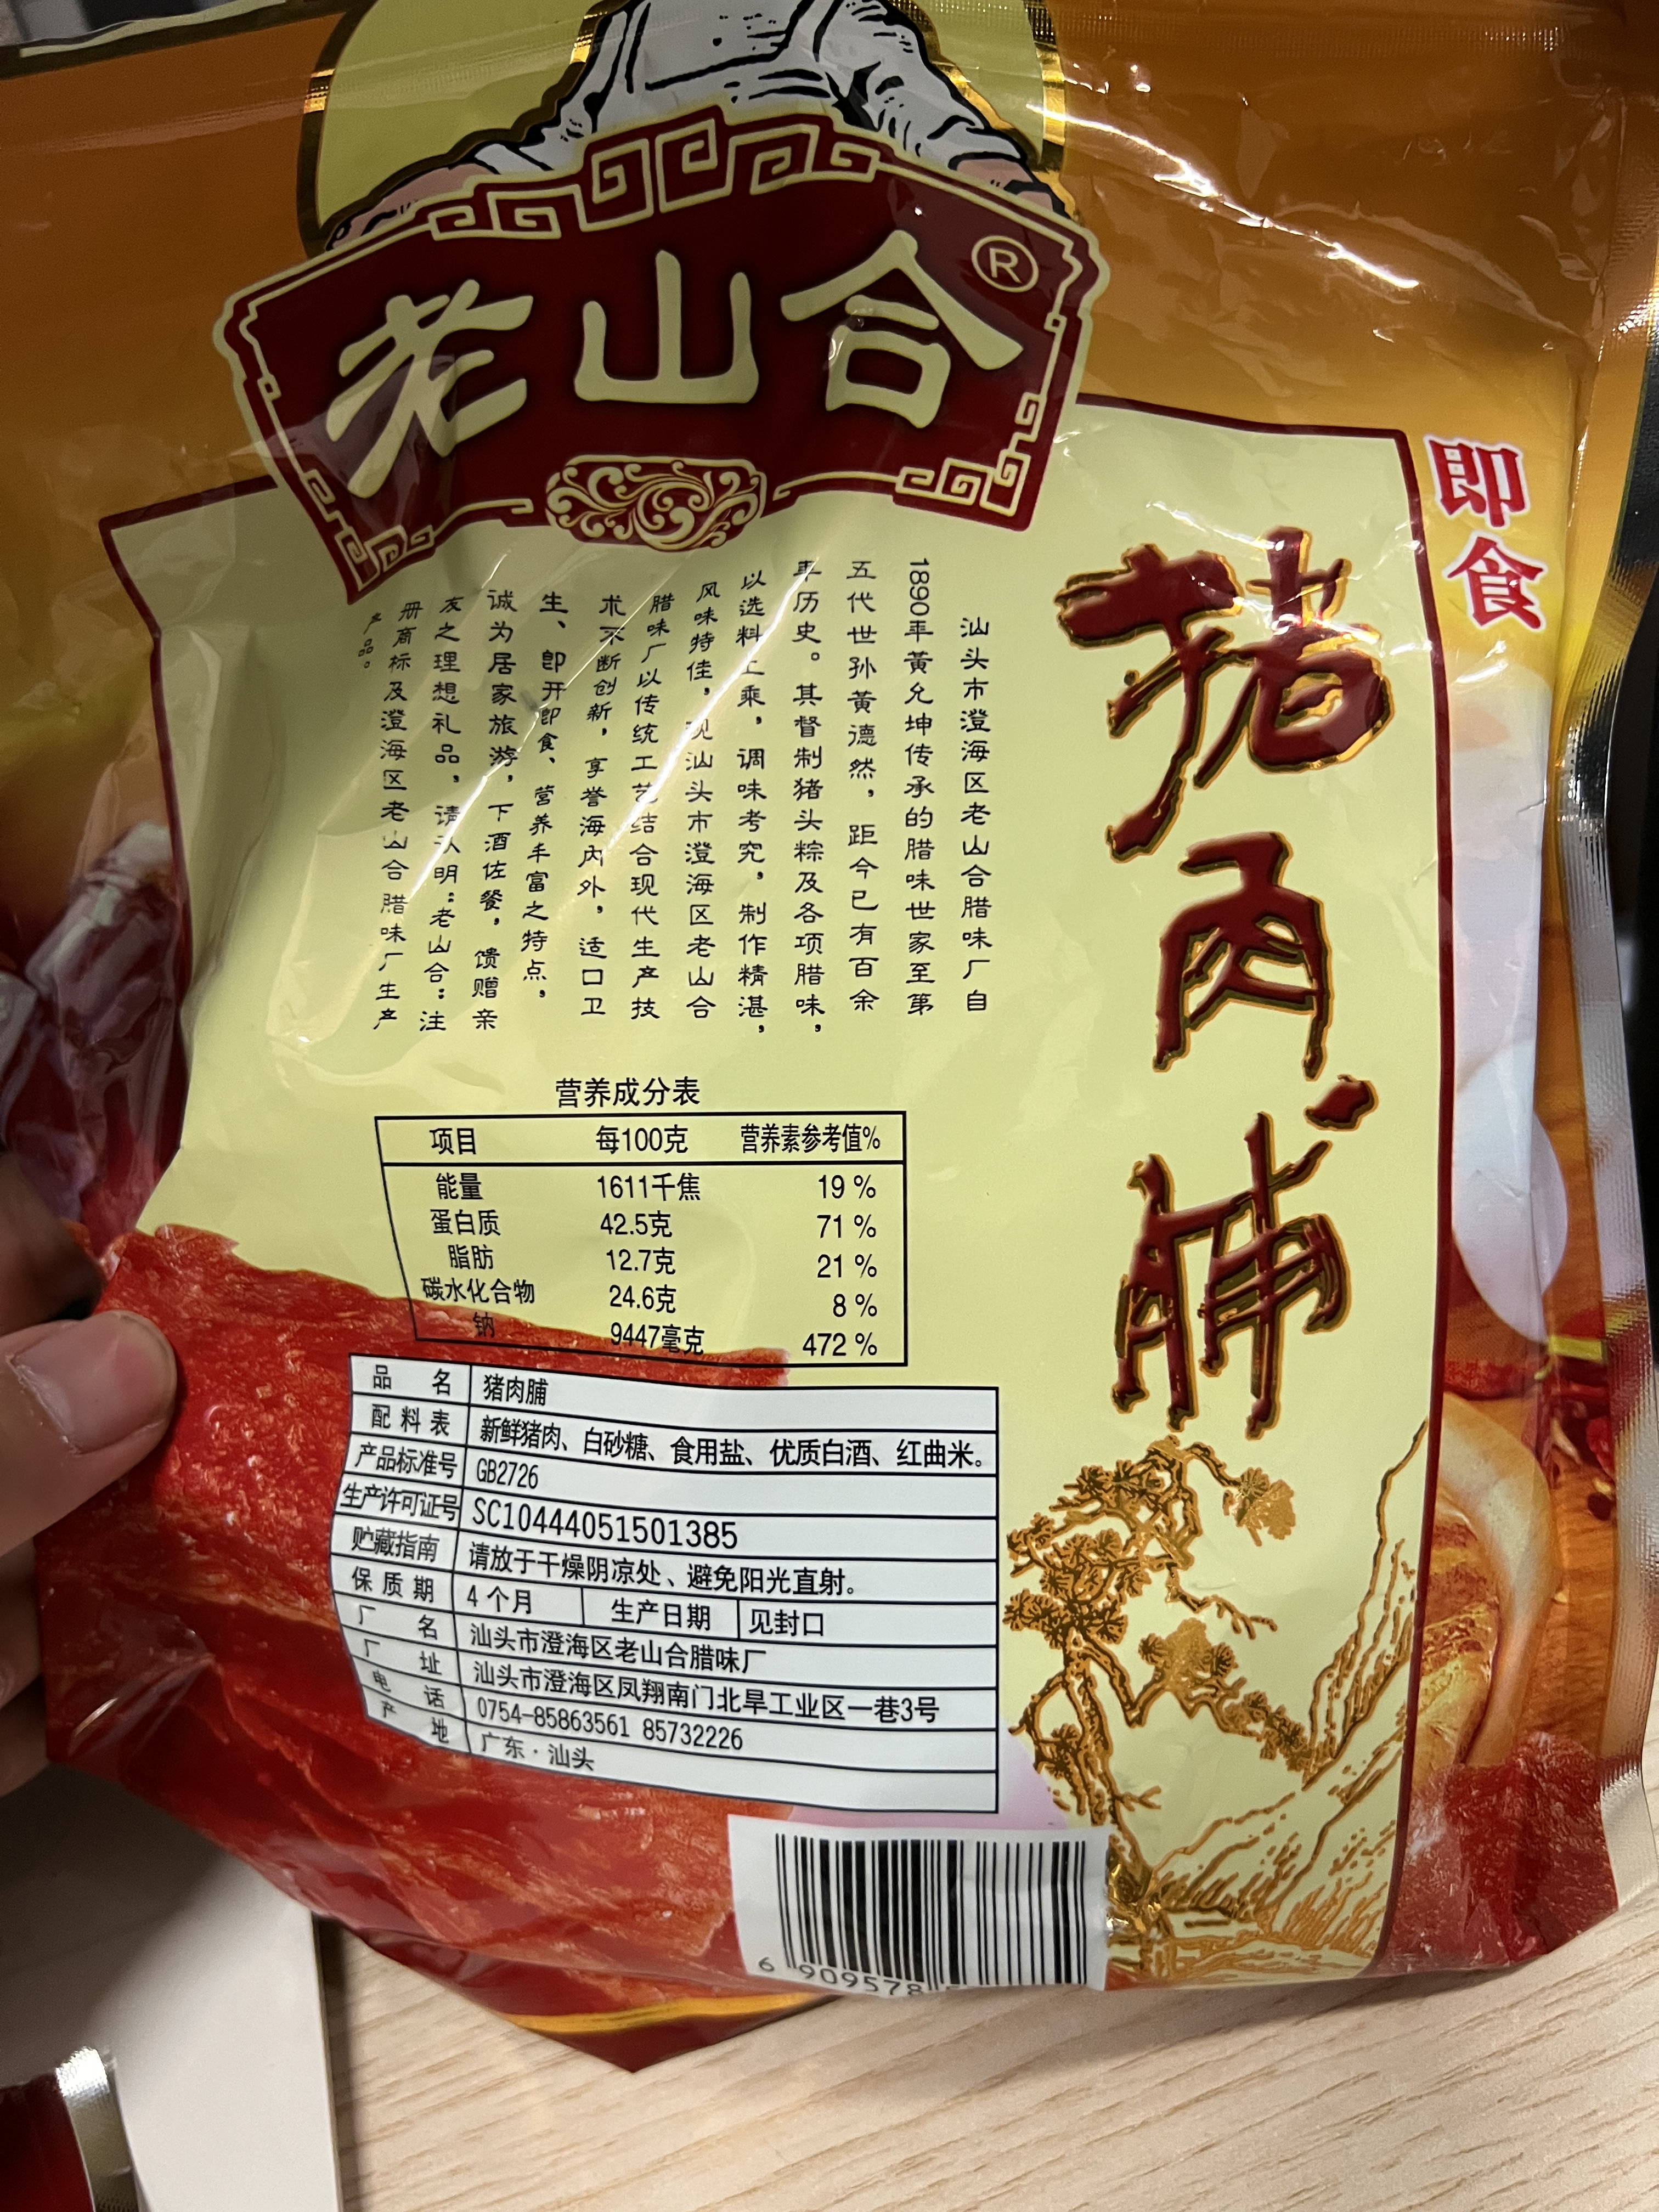 老山合®
即食
猪肉脯
汕头市澄海区老山合腊味厂自
1890年黄允坤传承的腊味世家至第
五代世孙黄德然，距今已有百余
年历史。其督制猪头粽及各项腊味，
以选料上乘，调味考究，制作精湛，
风味特佳，现汕头市澄海区老山合
腊味厂以传统工艺结合现代生产技
术不断创新，享誉海内外，适口卫
生、即开即食、营养丰富之特点，
诚为居家旅游，下酒佐餐，馈赠亲
友之理想礼品，请认明：老山合：注
册商标及澄海区老山合腊味厂生产
产品。
营养成分表
项目 每100克 营养素参考值%
能量 1611千焦 19 %
蛋白质 42.5克 71 %
脂肪 12.7克 21 %
碳水化合物 24.6克 8 %
钠 9447毫克 472 %
品名 猪肉脯
配料表 新鲜猪肉、白砂糖、食用盐、优质白酒、红曲米。
产品标准号 GB2726
生产许可证号 SC10444051501385
贮藏指南 请放于干燥阴凉处、避免阳光直射。
保质期 4个月 生产日期 见封口
厂名 汕头市澄海区老山合腊味厂
厂址 汕头市澄海区凤翔南门北旱工业区一巷3号
电话 0754-85863561 85732226
产地 广东·汕头
6 909578